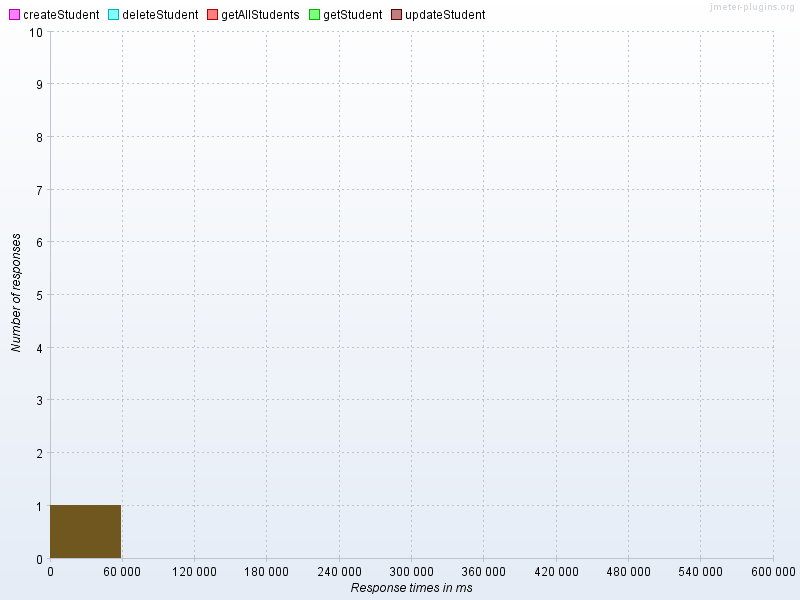 createStudent deleteStudent getAllStudents getStudent updateStudent
jmeter-plugins.org
10
9
8
7
6
5
4
3
2
1
0
Number of responses
0 60 000 120 000 180 000 240 000 300 000 360 000 420 000 480 000 540 000 600 000
Response times in ms